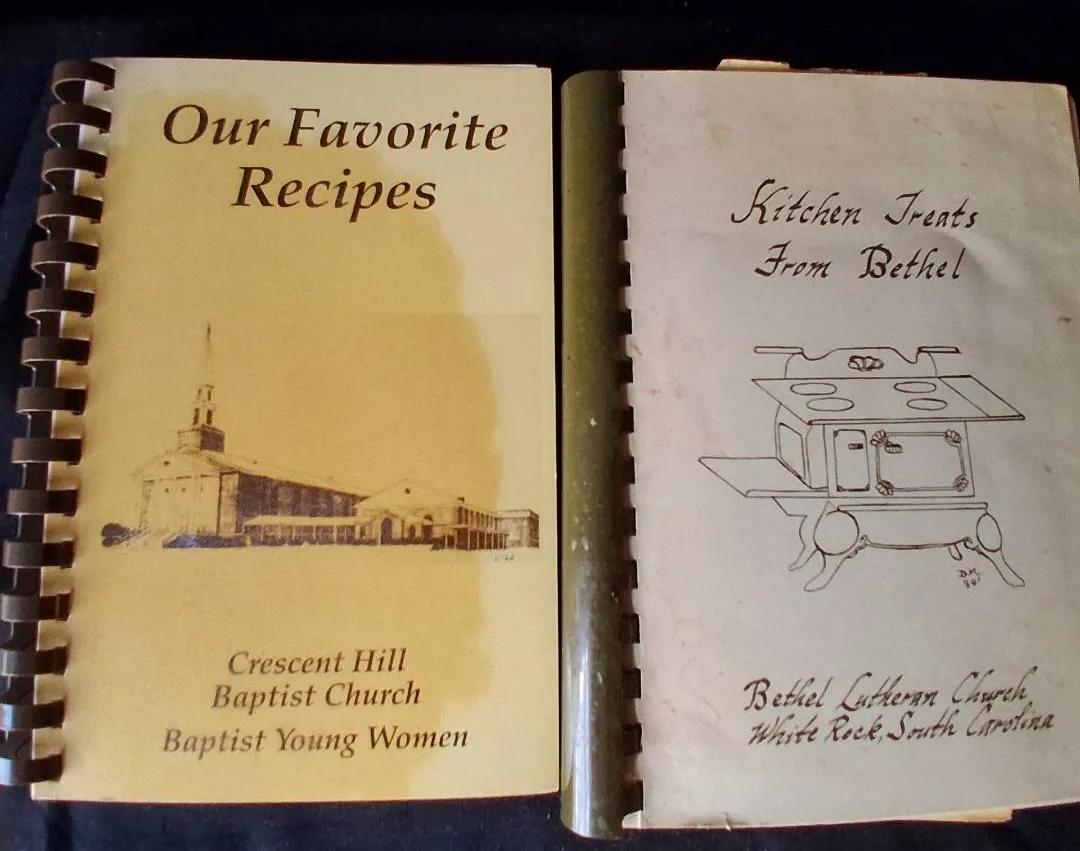 Our Favorite
Recipes
Crescent Hill
Baptist Church
Baptist Young Women
Kitchen Treats
From Bethel
D.M.
Bethel Lutheran Church
White Rock, South Carolina